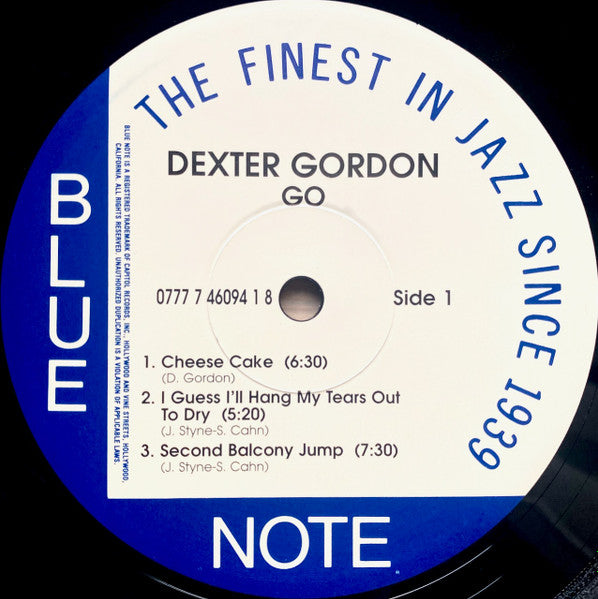 THE FINEST IN JAZZ SINCE 1939
DEXTER GORDON
GO
BLUE NOTE IS A REGISTERED TRADEMARK OF CAPITOL RECORDS, INC., HOLLYWOOD AND VINE STREETS, HOLLYWOOD,
CALIFORNIA. ALL RIGHTS RESERVED. UNAUTHORIZED DUPLICATION IS A VIOLATION OF APPLICABLE LAWS.
0777 7 46094 1 8
Side 1
1. Cheese Cake (6:30)
(D. Gordon)
2. I Guess I'll Hang My Tears Out
To Dry (5:20)
(J. Styne-S. Cahn)
3. Second Balcony Jump (7:30)
(J. Styne-S. Cahn)
BLUE
NOTE